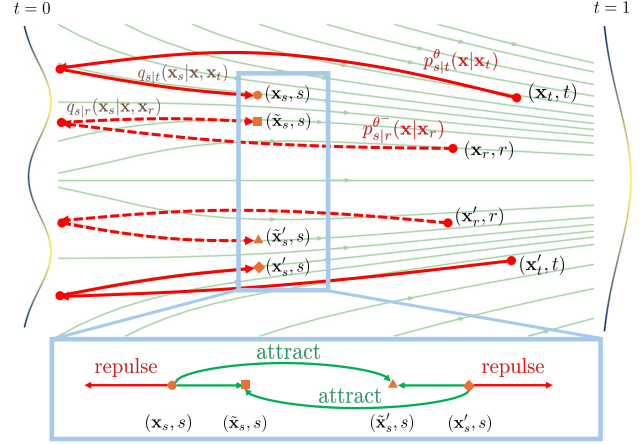 t = 0
t = 1
p^θ_{s|t}(x|x_t)
q_{s|t}(x_s|x, x_t)
(x_s, s)
(x_t, t)
q_{s|r}(x_s|x, x_r)
(x̃_s, s)
p^{θ^-}_{s|r}(x|x_r)
(x_r, r)
(x′_r, r)
(x̃′_s, s)
(x′_s, s)
(x′_t, t)
attract
repulse
repulse
attract
(x_s, s)
(x̃_s, s)
(x̃′_s, s)
(x′_s, s)